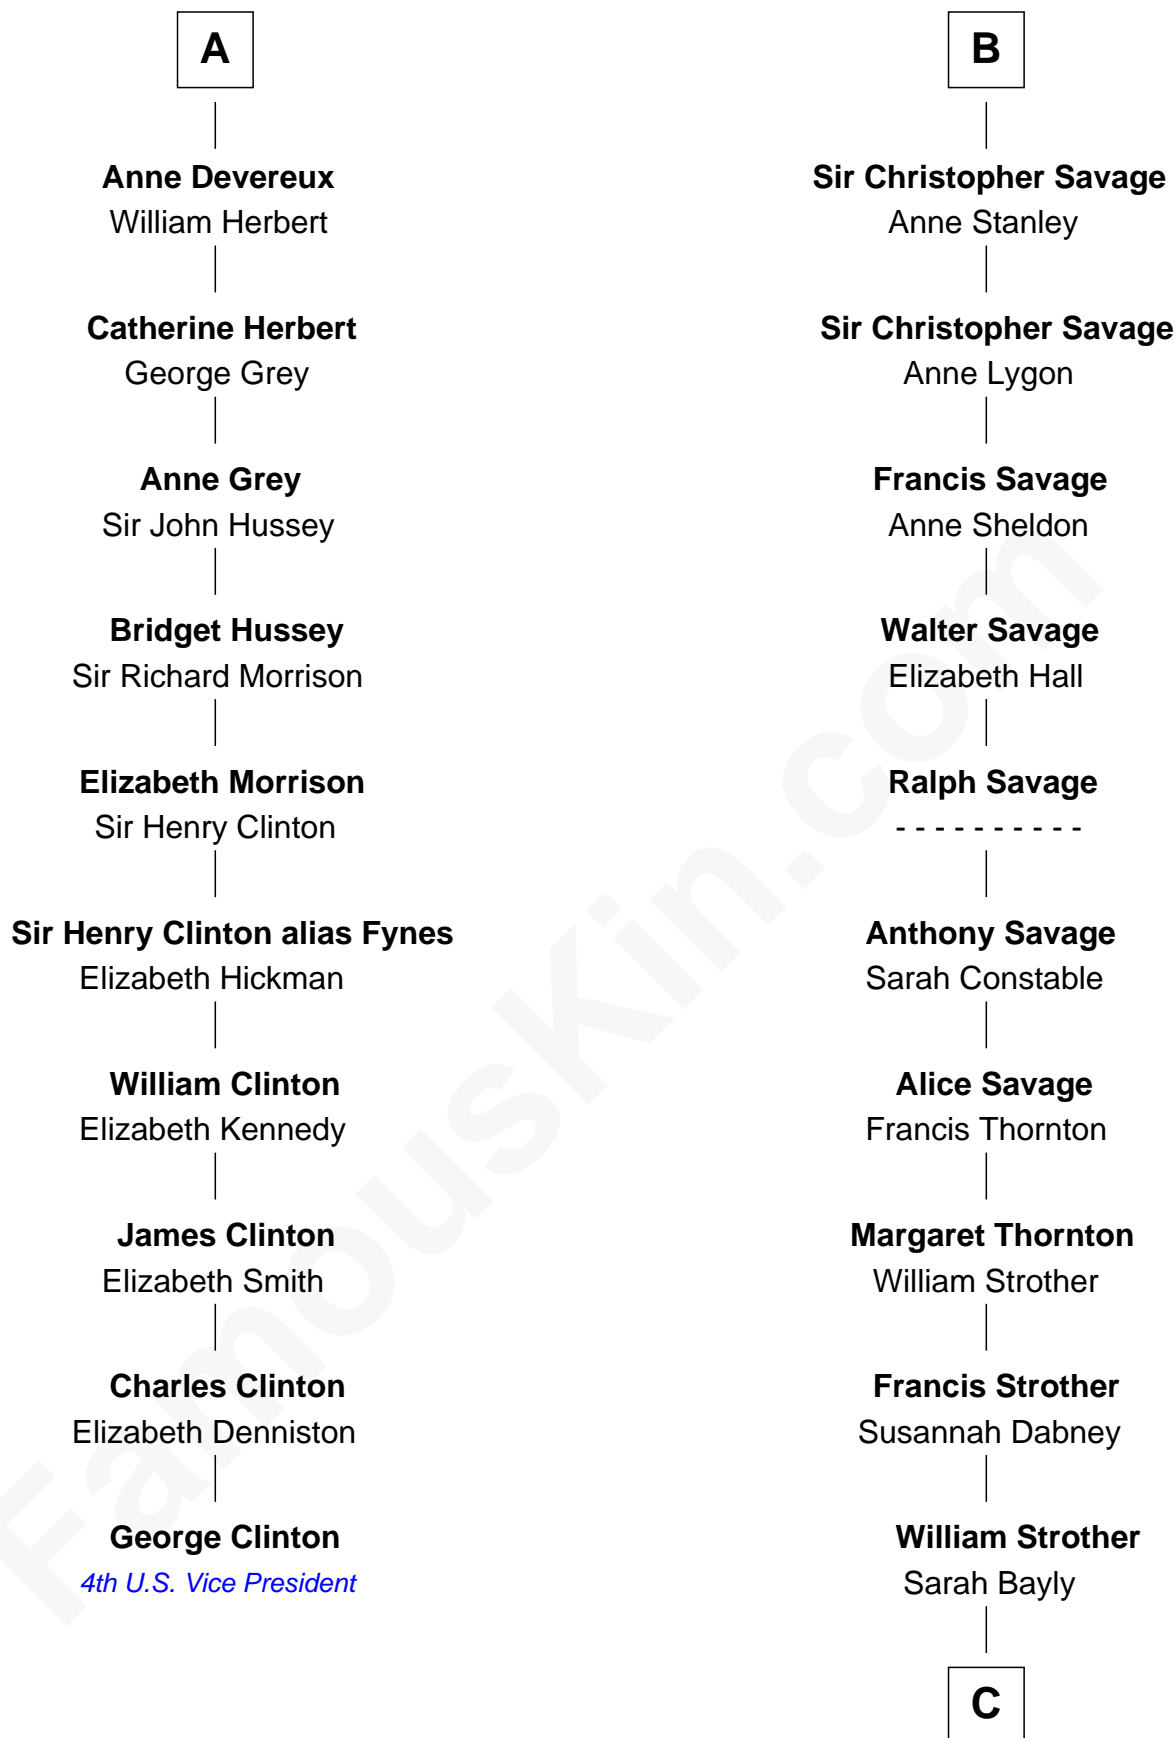 A
Anne Devereux
William Herbert
Catherine Herbert
George Grey
Anne Grey
Sir John Hussey
Bridget Hussey
Sir Richard Morrison
Elizabeth Morrison
Sir Henry Clinton
Sir Henry Clinton alias Fynes
Elizabeth Hickman
William Clinton
Elizabeth Kennedy
James Clinton
Elizabeth Smith
Charles Clinton
Elizabeth Denniston
George Clinton
4th U.S. Vice President
B
Sir Christopher Savage
Anne Stanley
Sir Christopher Savage
Anne Lygon
Francis Savage
Anne Sheldon
Walter Savage
Elizabeth Hall
Ralph Savage
- - - - - - - - - -
Anthony Savage
Sarah Constable
Alice Savage
Francis Thornton
Margaret Thornton
William Strother
Francis Strother
Susannah Dabney
William Strother
Sarah Bayly
C
FamousKin.com